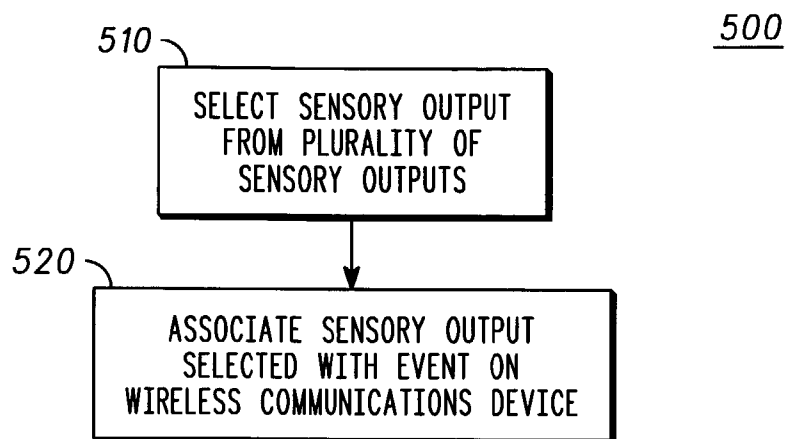 510
500
SELECT SENSORY OUTPUT
FROM PLURALITY OF
SENSORY OUTPUTS
520
ASSOCIATE SENSORY OUTPUT
SELECTED WITH EVENT ON
WIRELESS COMMUNICATIONS DEVICE